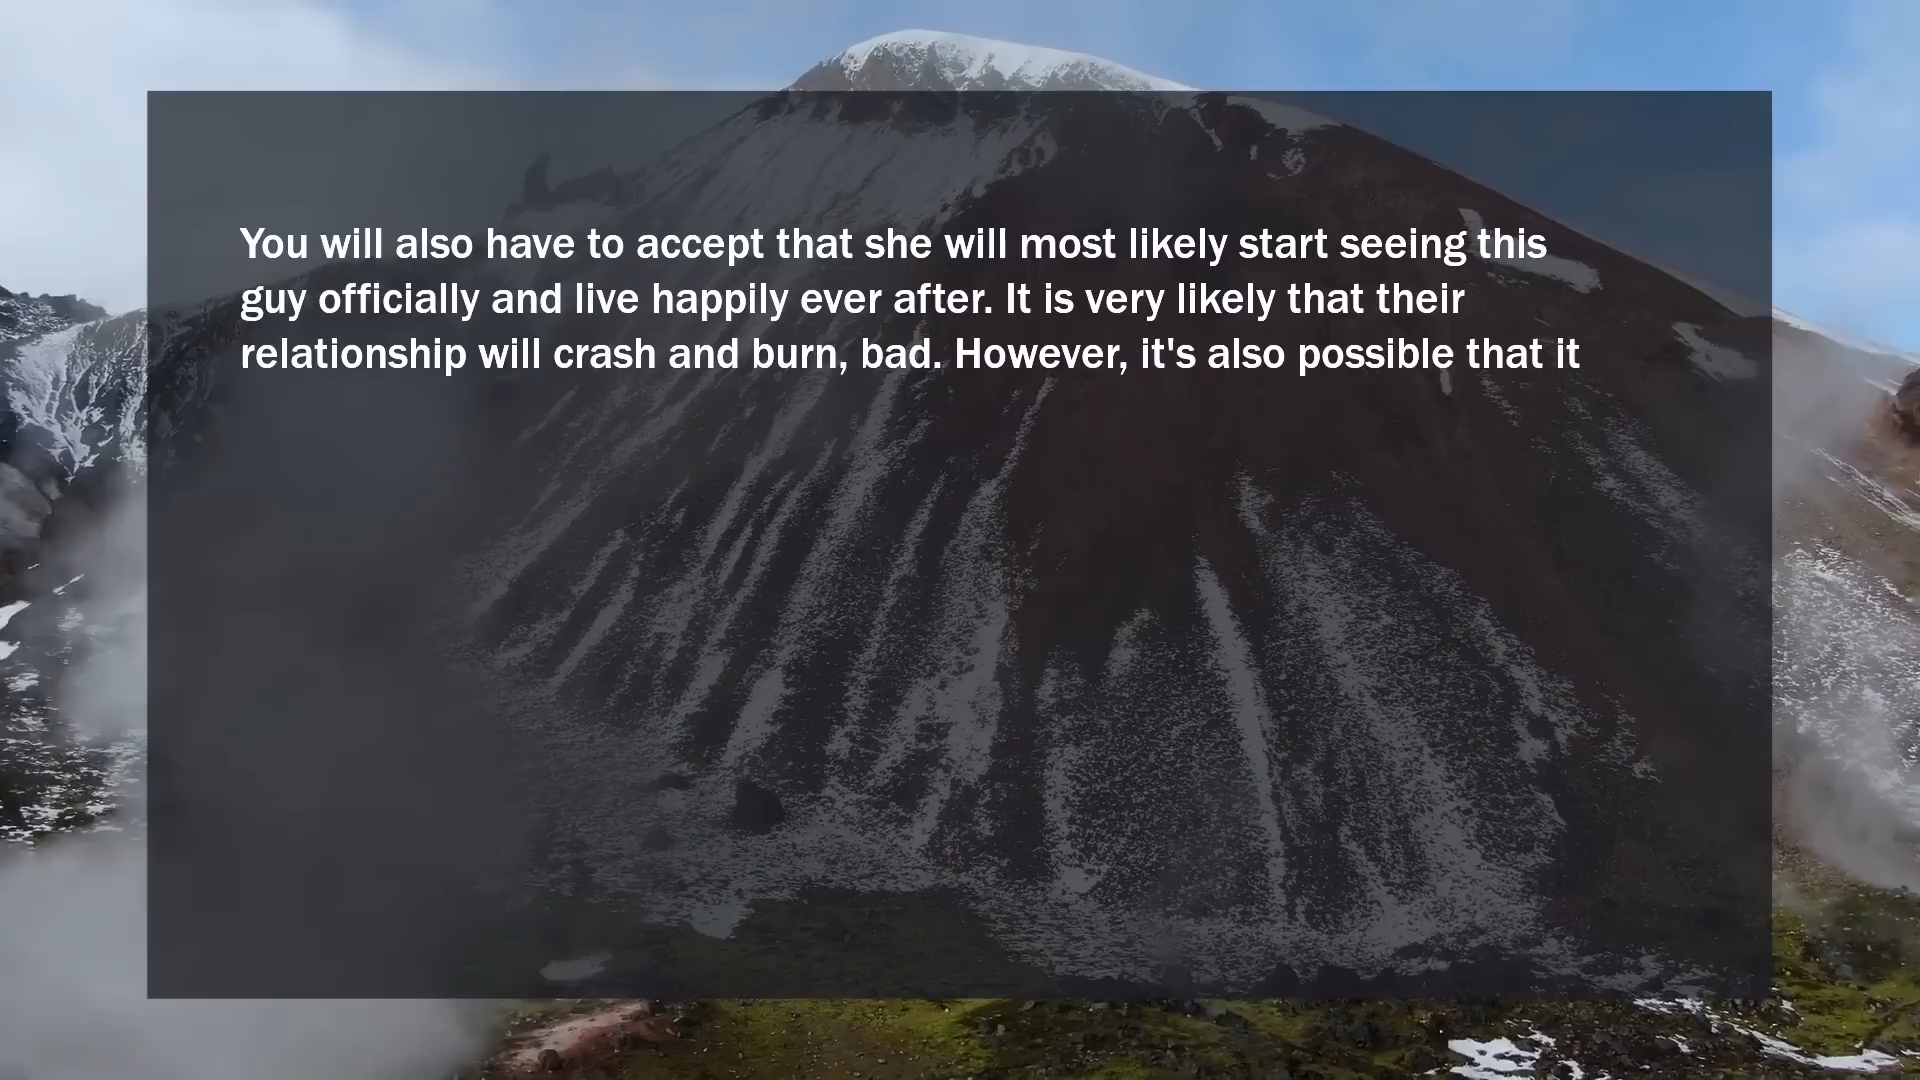 You will also have to accept that she will most likely start seeing this
guy officially and live happily ever after. It is very likely that their
relationship will crash and burn, bad. However, it's also possible that it